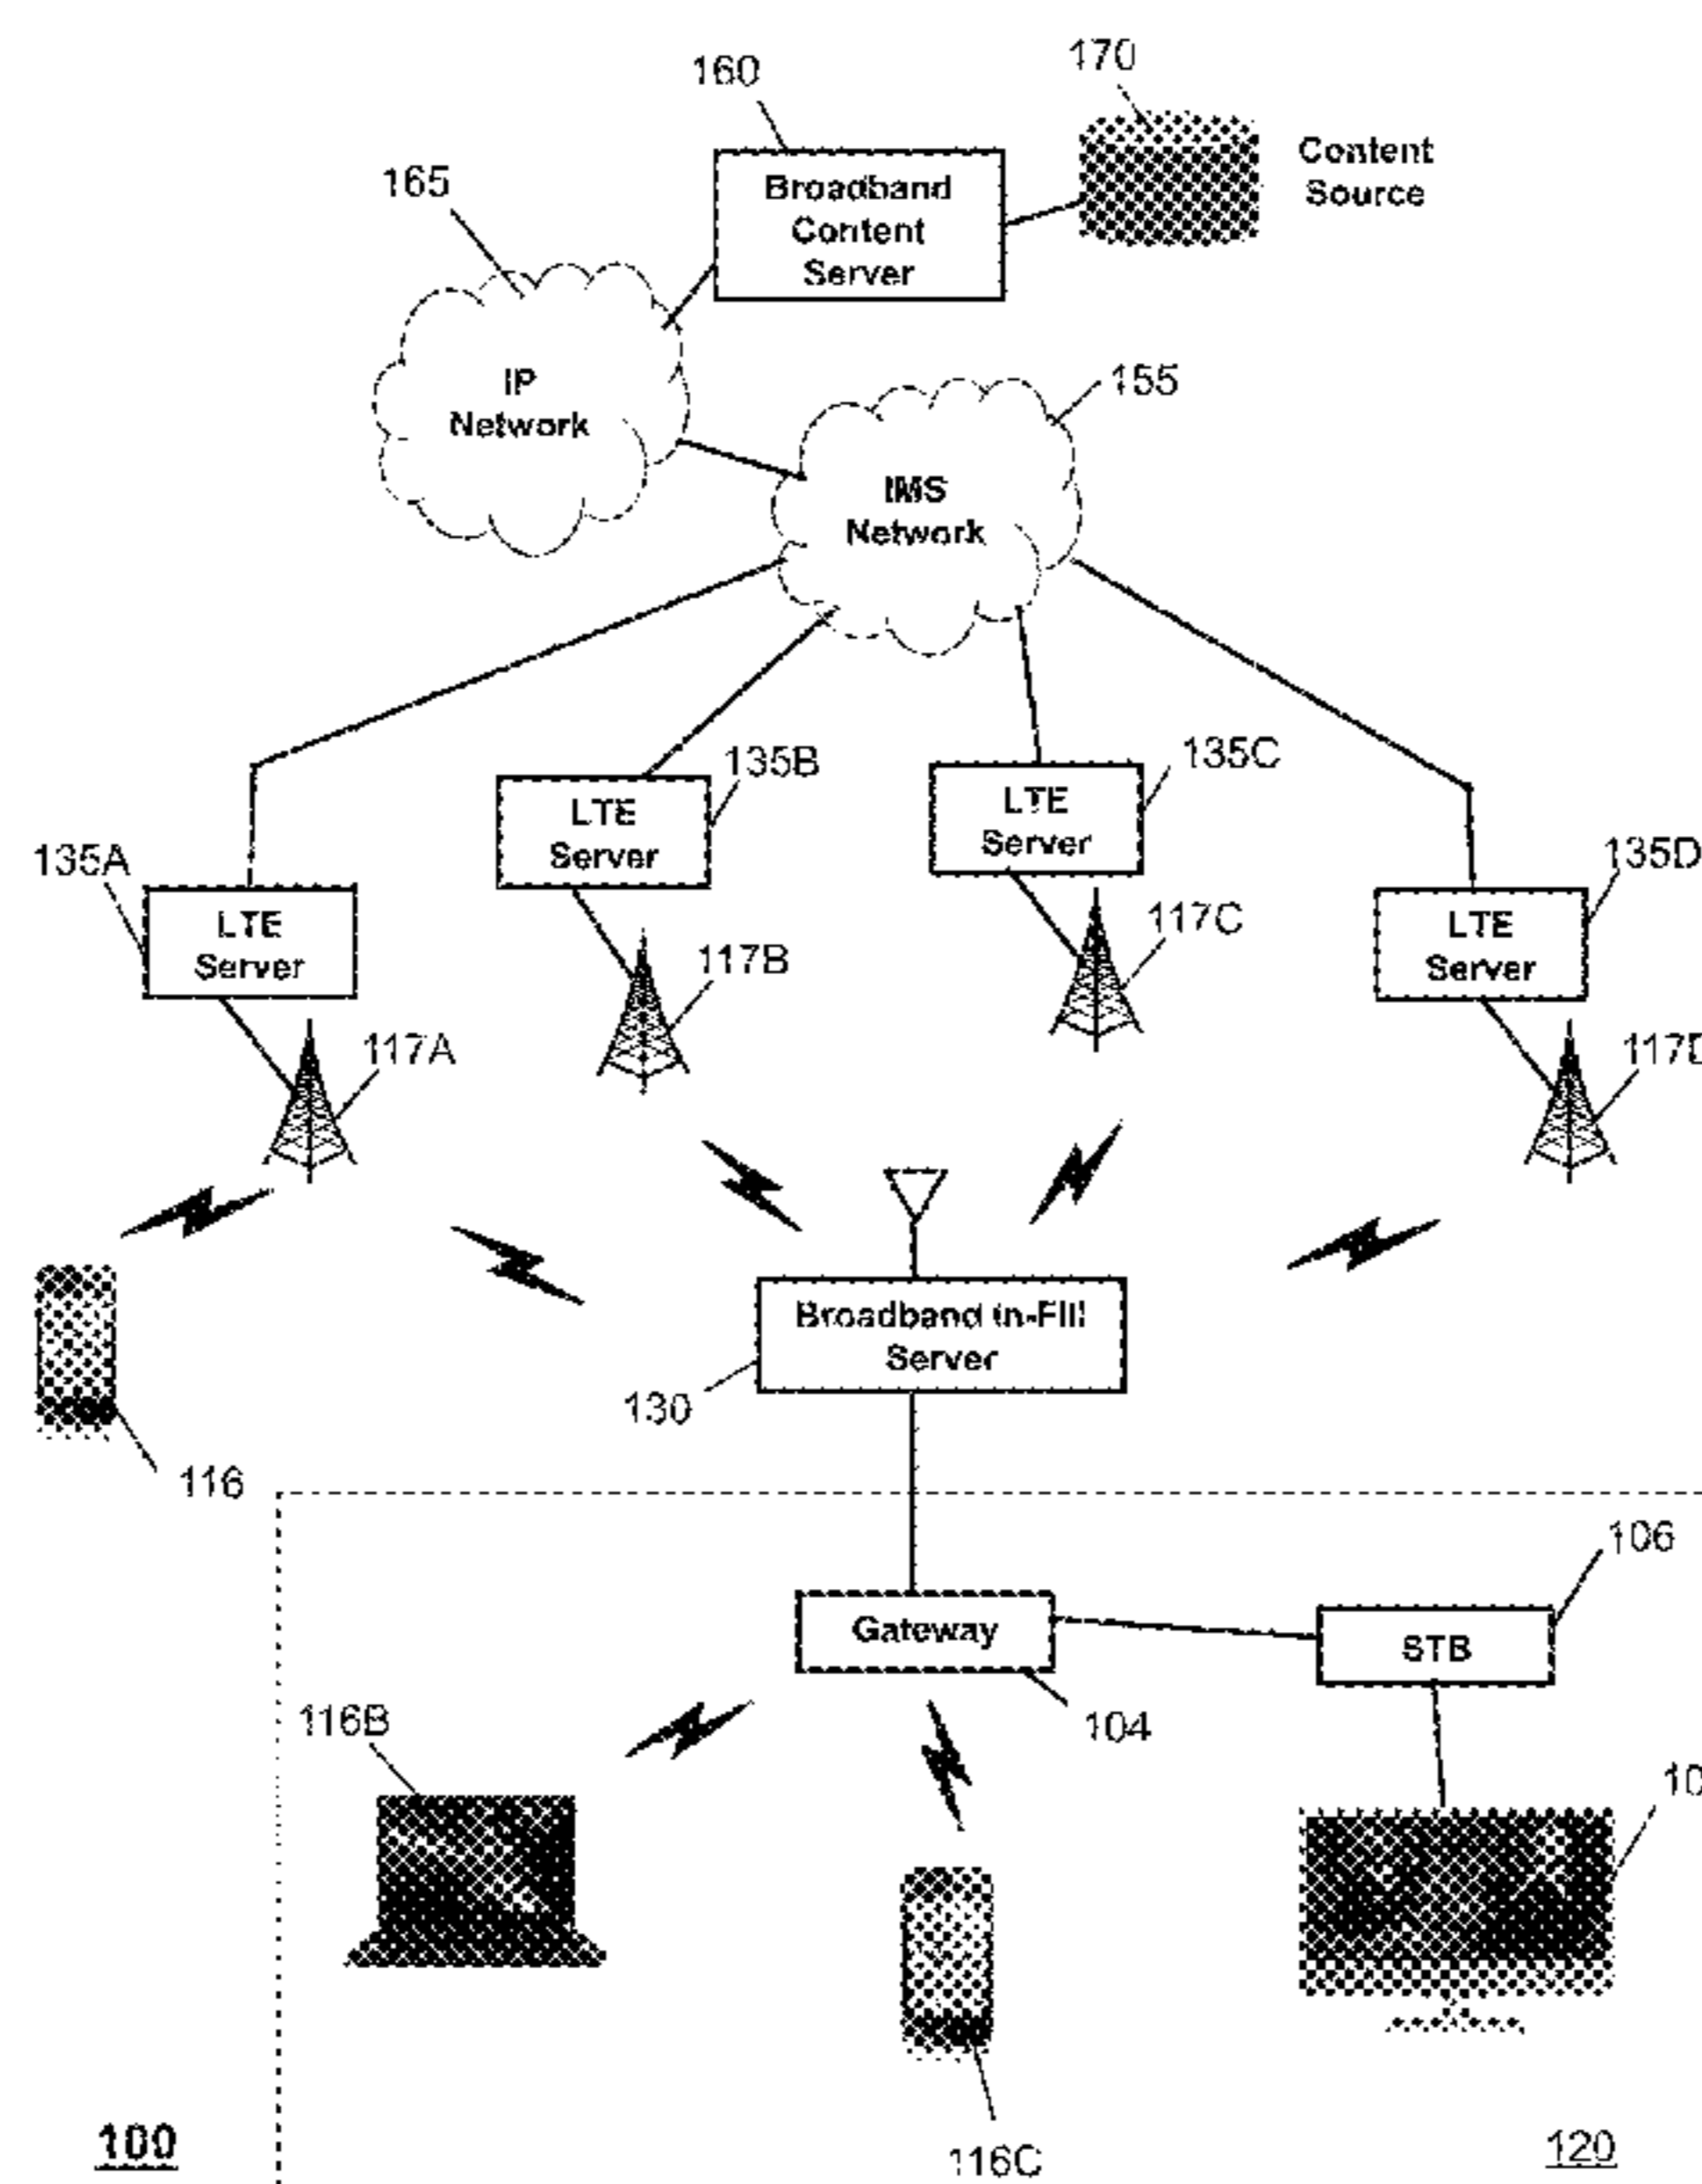 170
160
Content
Source
Broadband
Content
Server
165
IP
Network
155
IMS
Network
135B
135C
LTE
Server
LTE
Server
135A
135D
LTE
Server
117B
117C
LTE
Server
117A
Broadband In-Fill
Server
130
116
106
Gateway
STB
116B
104
100
116C
120